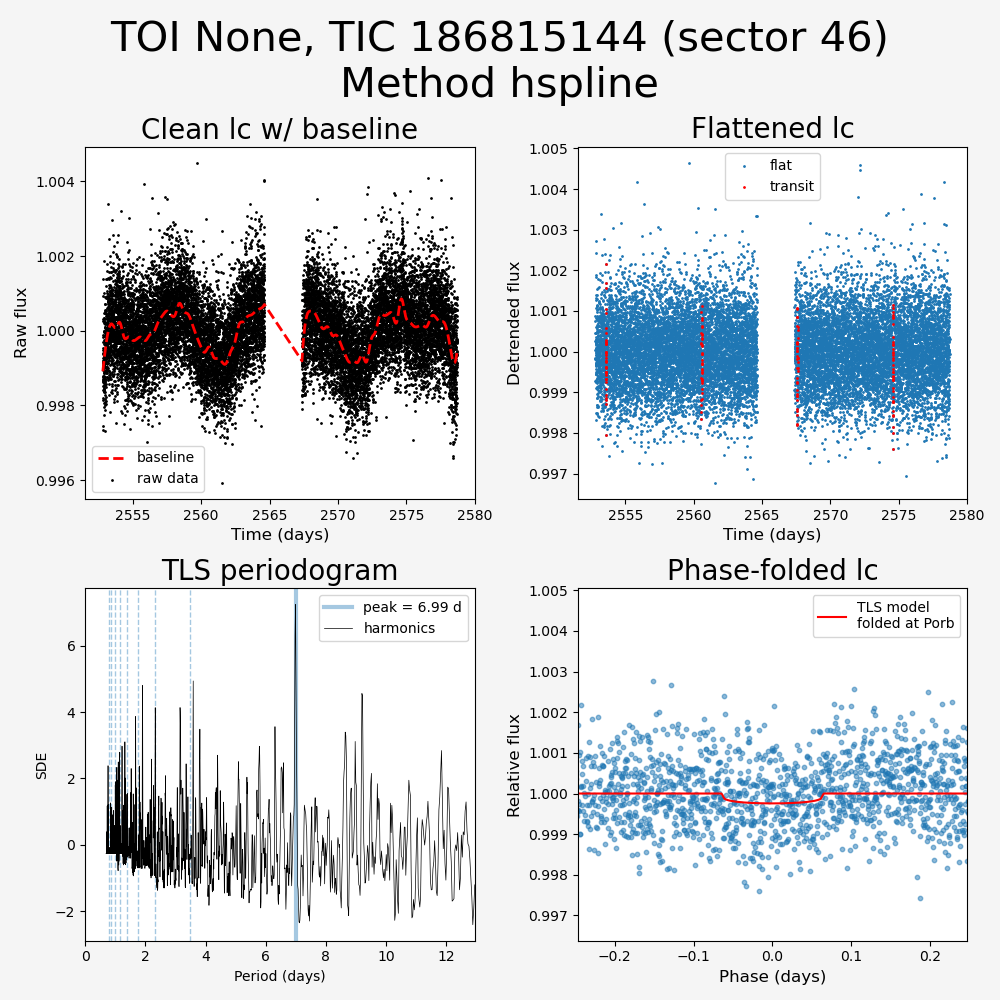 TOI None, TIC 186815144 (sector 46)
Method hspline
Clean lc w/ baseline
Raw flux
1.004
1.002
1.000
0.998
0.996
baseline
raw data
2555
2560
2565
2570
2575
2580
Time (days)
Flattened lc
Detrended flux
1.005
1.004
1.003
1.002
1.001
1.000
0.999
0.998
0.997
flat
transit
2555
2560
2565
2570
2575
2580
Time (days)
TLS periodogram
SDE
6
4
2
0
−2
peak = 6.99 d
harmonics
0
2
4
6
8
10
12
Period (days)
Phase-folded lc
Relative flux
1.005
1.004
1.003
1.002
1.001
1.000
0.999
0.998
0.997
TLS model
folded at Porb
−0.2
−0.1
0.0
0.1
0.2
Phase (days)